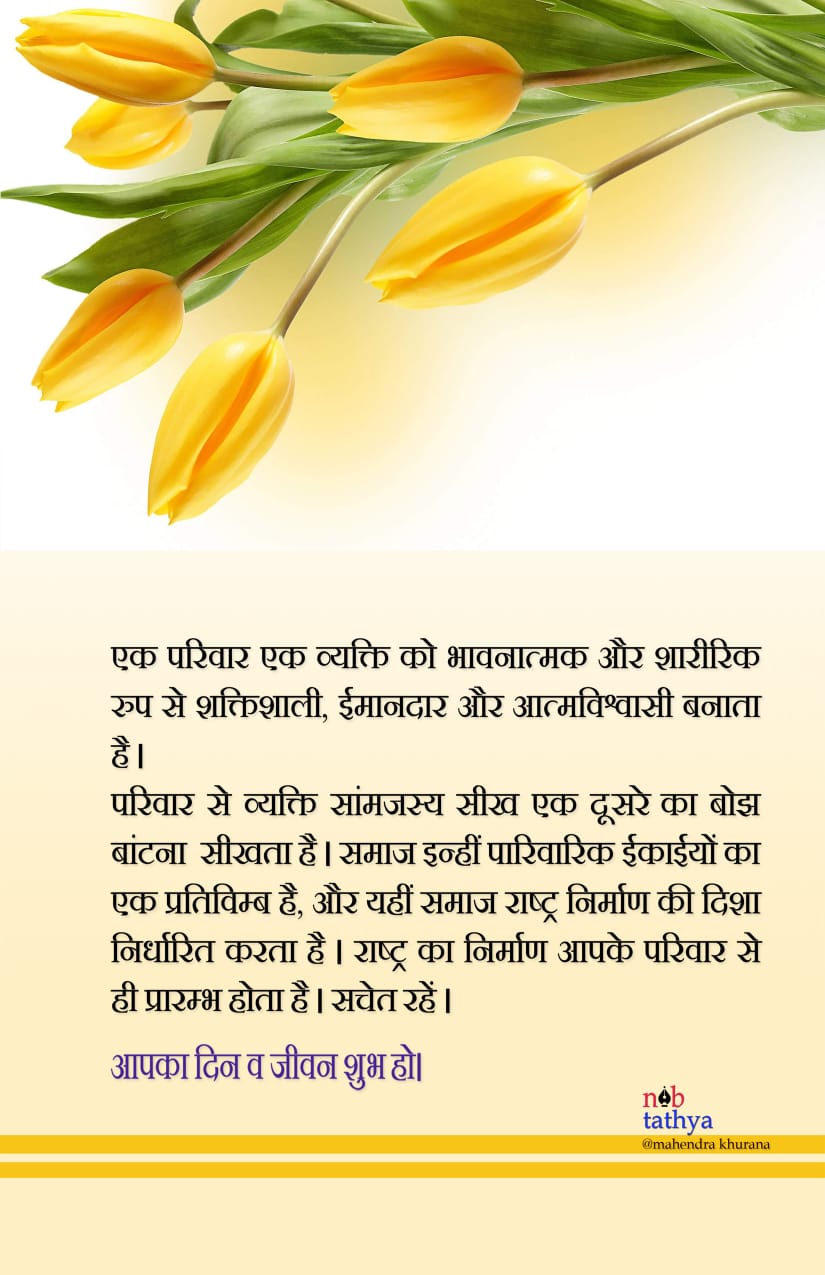 एक परिवार एक व्यक्ति को भावनात्मक और शारीरिक
रुप से शक्तिशाली, ईमानदार और आत्मविश्वासी बनाता
है।
परिवार से व्यक्ति सांमजस्य सीख एक दूसरे का बोझ
बांटना सीखता है। समाज इन्हीं पारिवारिक ईकाईयों का
एक प्रतिविम्ब है, और यहीं समाज राष्ट्र निर्माण की दिशा
निर्धारित करता है। राष्ट्र का निर्माण आपके परिवार से
ही प्रारम्भ होता है। सचेत रहें।
आपका दिन व जीवन शुभ हो।
nib
tathya
@mahendra khurana